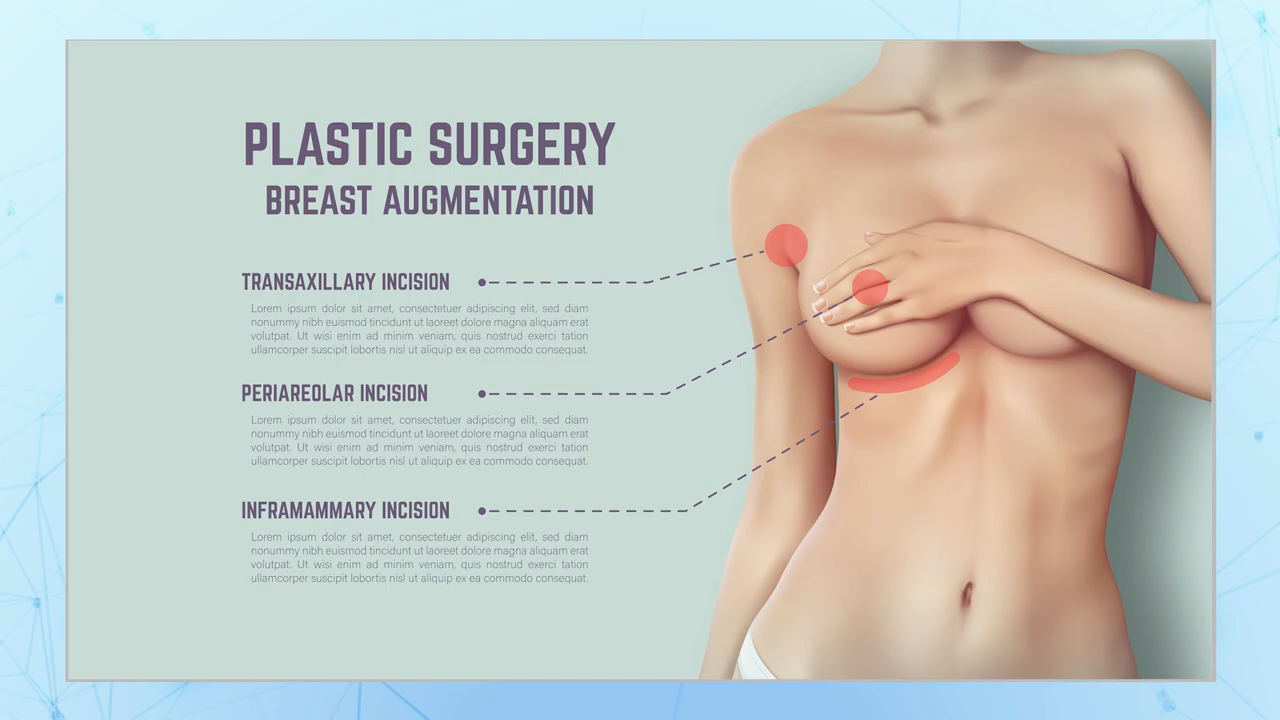 PLASTIC SURGERY
BREAST AUGMENTATION
TRANSAXILLARY INCISION
Lorem ipsum dolor sit amet, consectetuer adipiscing elit, sed diam
nonummy nibh euismod tincidunt ut laoreet dolore magna aliquam erat
volutpat. Ut wisi enim ad minim veniam, quis nostrud exerci tation
ullamcorper suscipit lobortis nisl ut aliquip ex ea commodo consequat.
PERIAREOLAR INCISION
Lorem ipsum dolor sit amet, consectetuer adipiscing elit, sed diam
nonummy nibh euismod tincidunt ut laoreet dolore magna aliquam erat
volutpat. Ut wisi enim ad minim veniam, quis nostrud exerci tation
ullamcorper suscipit lobortis nisl ut aliquip ex ea commodo consequat.
INFRAMAMMARY INCISION
Lorem ipsum dolor sit amet, consectetuer adipiscing elit, sed diam
nonummy nibh euismod tincidunt ut laoreet dolore magna aliquam erat
volutpat. Ut wisi enim ad minim veniam, quis nostrud exerci tation
ullamcorper suscipit lobortis nisl ut aliquip ex ea commodo consequat.